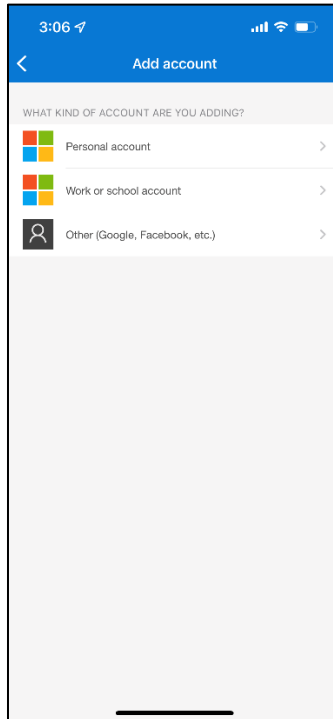 3:06
Add account
WHAT KIND OF ACCOUNT ARE YOU ADDING?
Personal account
Work or school account
Other (Google, Facebook, etc.)